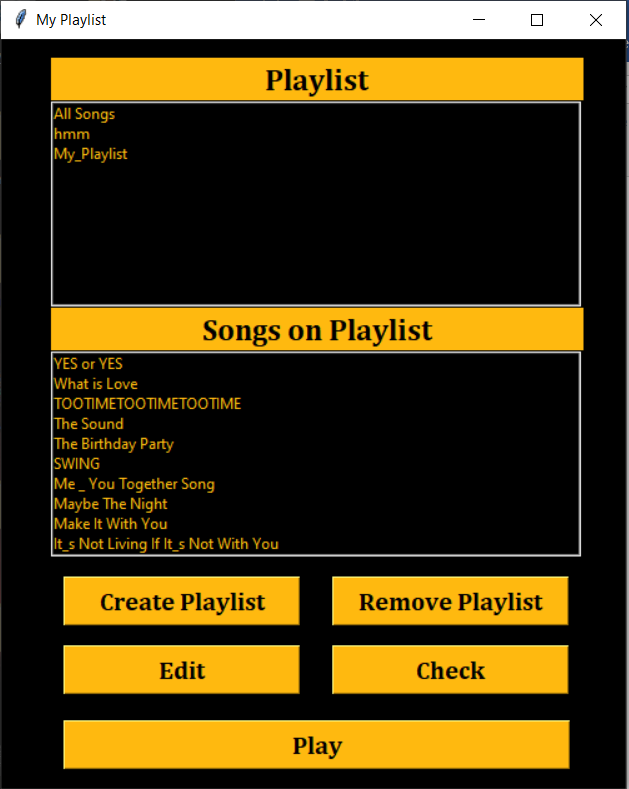 My Playlist
Playlist
All Songs
hmm
My_Playlist
Songs on Playlist
YES or YES
What is Love
TOOTIMETOOTIMETOOTIME
The Sound
The Birthday Party
SWING
Me _ You Together Song
Maybe The Night
Make It With You
It_s Not Living If It_s Not With You
Create Playlist
Remove Playlist
Edit
Check
Play